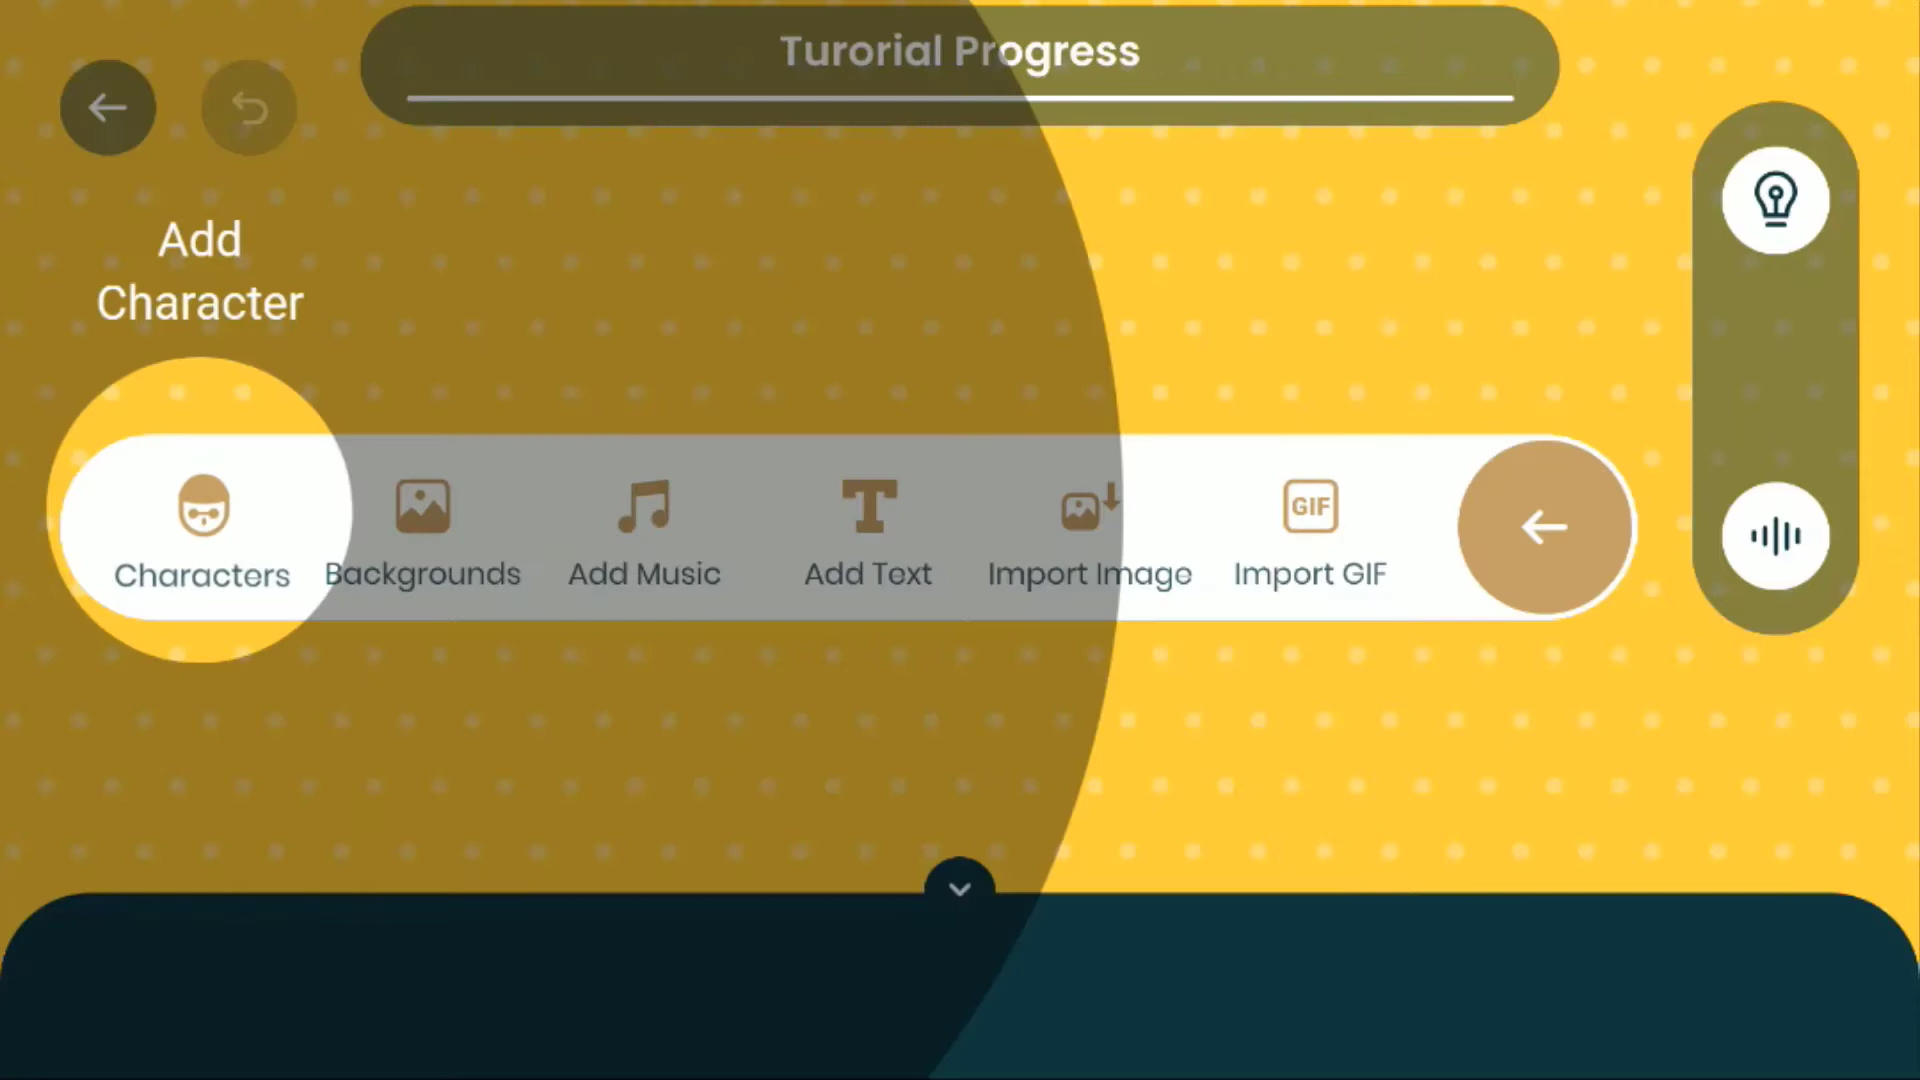 Turorial Progress
Add
Character
Characters
Backgrounds
Add Music
Add Text
Import Image
GIF
Import GIF